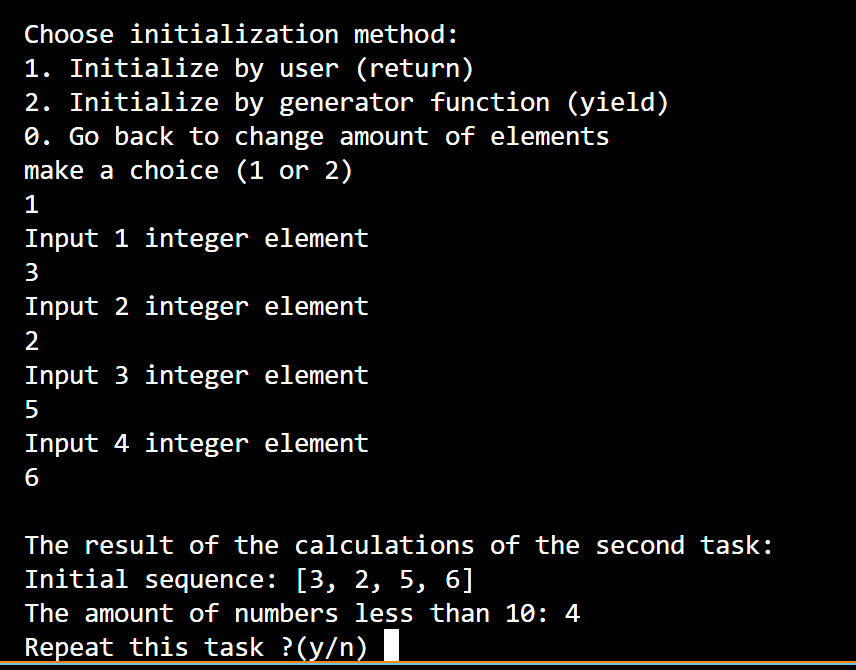 Choose initialization method:
1. Initialize by user (return)
2. Initialize by generator function (yield)
0. Go back to change amount of elements
make a choice (1 or 2)
1
Input 1 integer element
3
Input 2 integer element
2
Input 3 integer element
5
Input 4 integer element
6
The result of the calculations of the second task:
Initial sequence: [3, 2, 5, 6]
The amount of numbers less than 10: 4
Repeat this task ?(y/n)